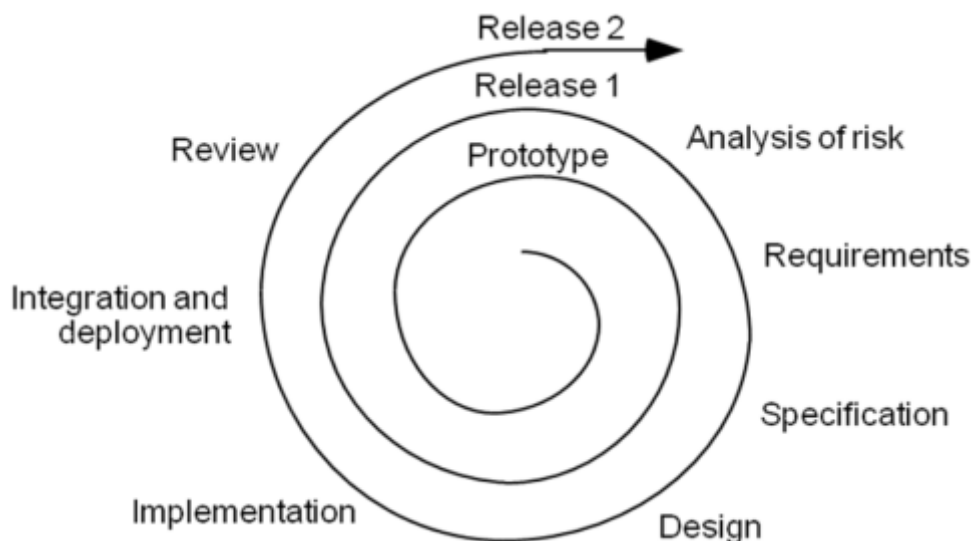 Release 2
Release 1
Prototype
Analysis of risk
Requirements
Specification
Design
Implementation
Integration and
deployment
Review